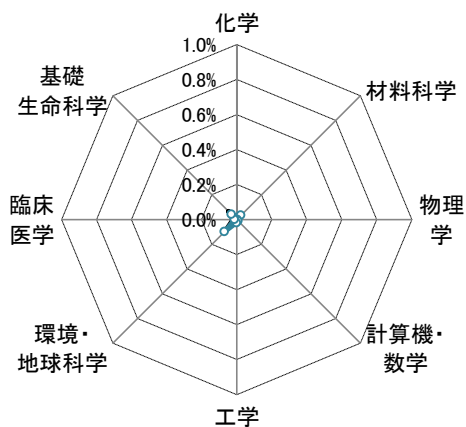 化学
1.0%
0.8%
0.6%
0.4%
0.2%
0.0%
材料科学
物理
学
計算機・
数学
工学
環境・
地球科学
臨床
医学
基礎
生命科学